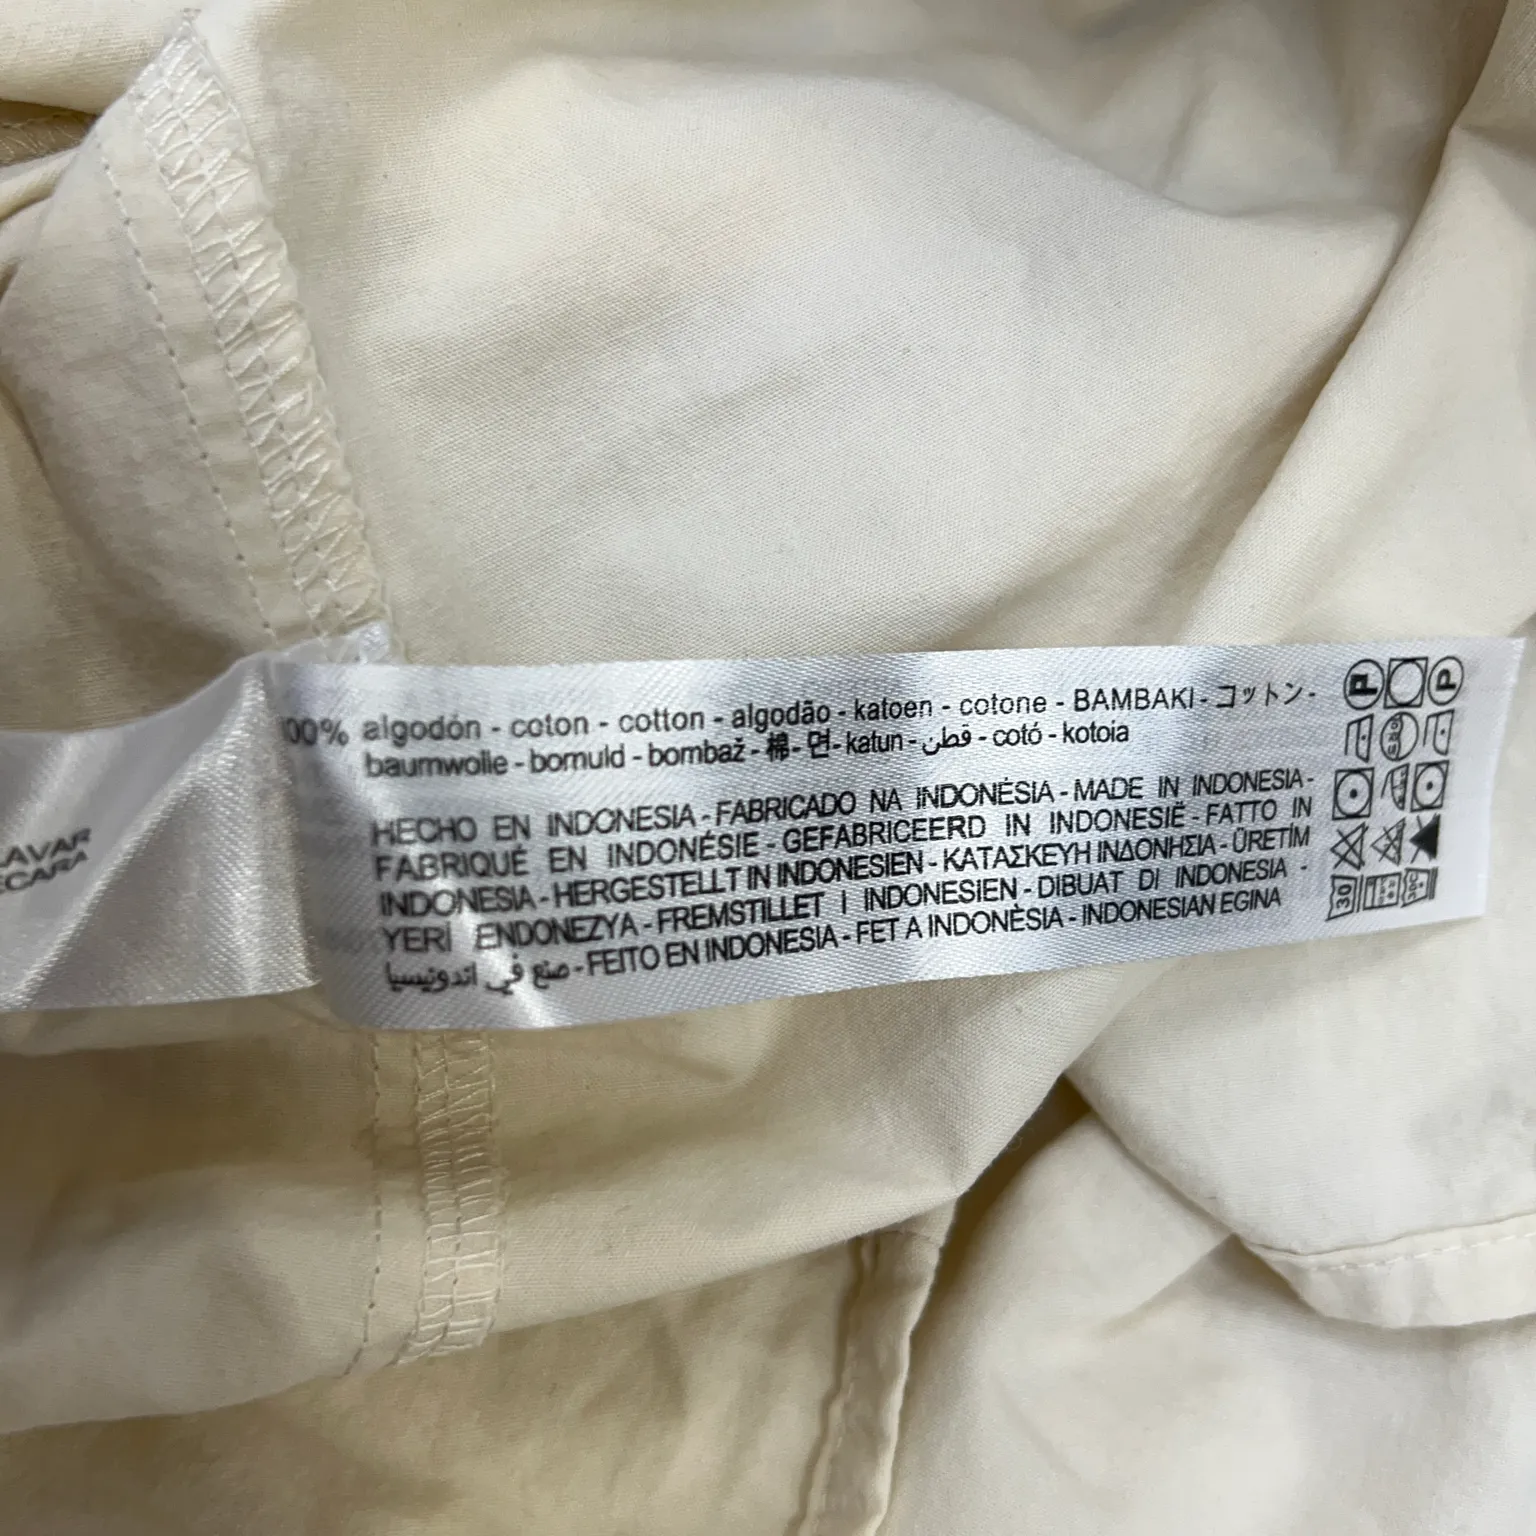 LAVAR
ECARA
100% algodón - coton - cotton - algodão - katoen - cotone - BAMBAKI - コットン -
baumwolle - bomuld - bombaž - 棉 - 면 - katun - قطن - cotó - kotoia
HECHO EN INDONESIA - FABRICADO NA INDONÉSIA - MADE IN INDONESIA -
FABRIQUÉ EN INDONÉSIE - GEFABRICEERD IN INDONESIË - FATTO IN
INDONESIA - HERGESTELLT IN INDONESIEN - ΚΑΤΑΣΚΕΥΗ ΙΝΔΟΝΗΣΙΑ - ÜRETİM
YERİ ENDONEZYA - FREMSTILLET I INDONESIEN - DIBUAT DI INDONESIA -
صنع في اندونيسيا - FEITO EN INDONESIA - FET A INDONÈSIA - INDONESIAN EGINA
P P
30